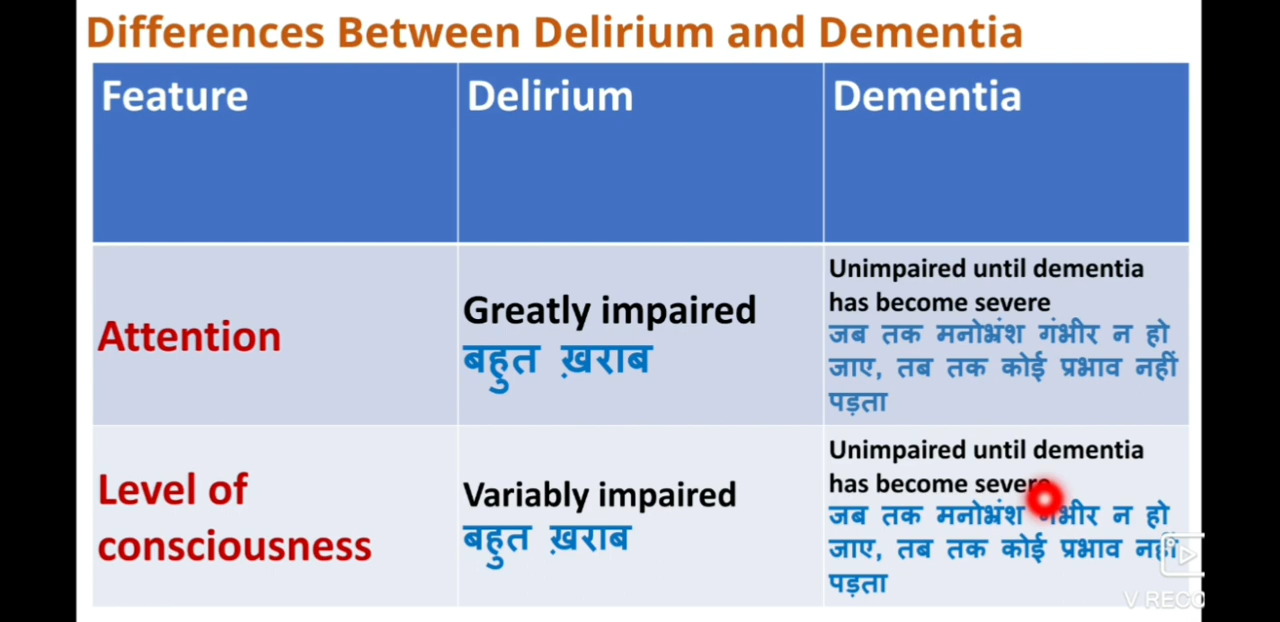 Differences Between Delirium and Dementia
Feature
Delirium
Dementia
Attention
Greatly impaired
बहुत ख़राब
Unimpaired until dementia
has become severe
जब तक मनोभ्रंश गंभीर न हो
जाए, तब तक कोई प्रभाव नहीं
पड़ता
Level of
consciousness
Variably impaired
बहुत ख़राब
Unimpaired until dementia
has become severe
जब तक मनोभ्रंश गंभीर न हो
जाए, तब तक कोई प्रभाव नहीं
पड़ता
V RECO